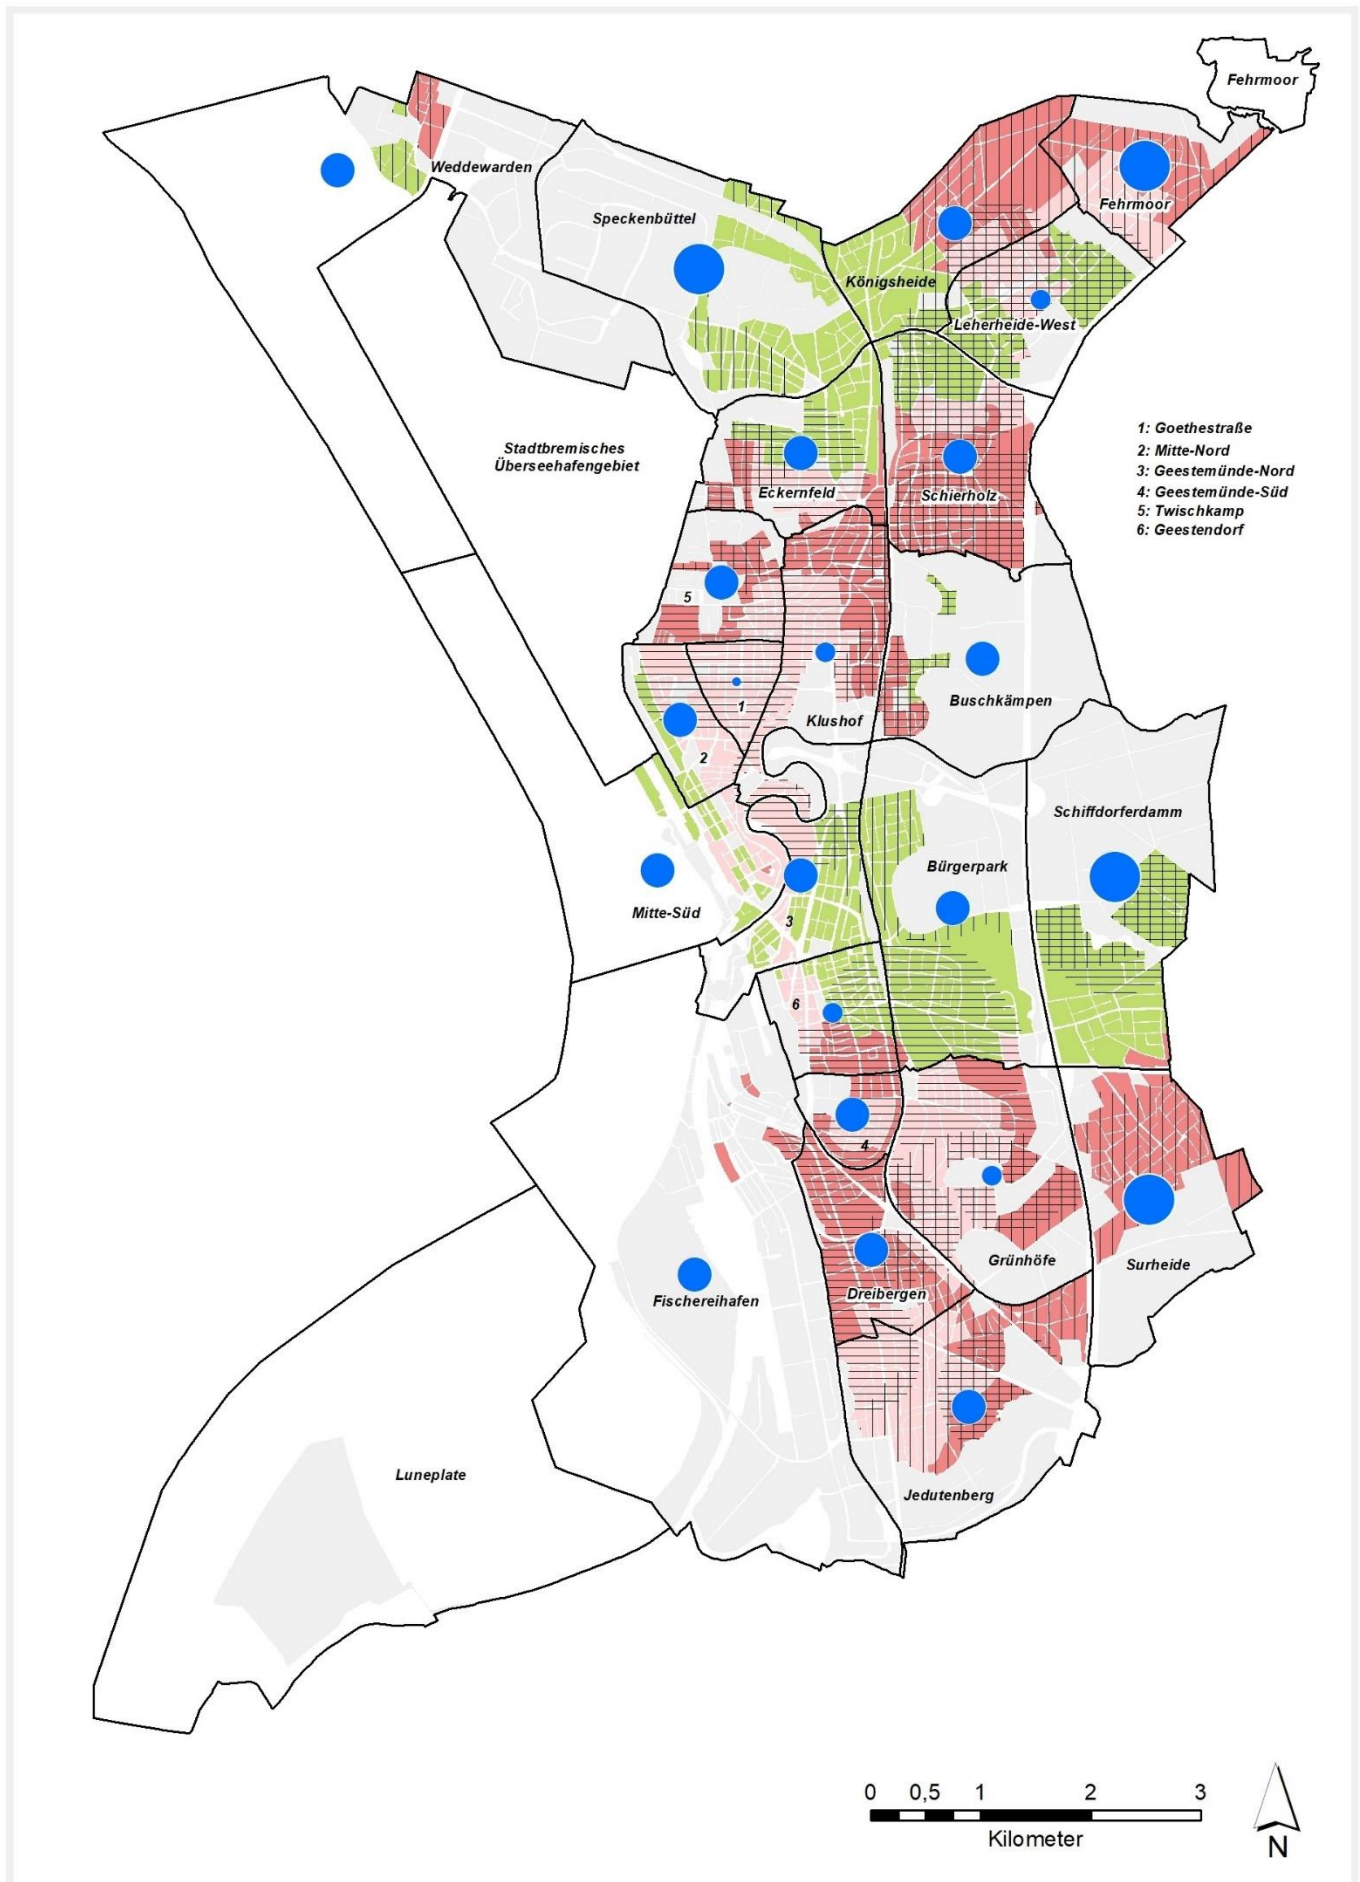 Fehrmoor
Weddewarden
Speckenbüttel
Fehrmoor
Königsheide
Leherheide-West
Stadtbremisches
Überseehafengebiet
1: Goethestraße
2: Mitte-Nord
3: Geestemünde-Nord
4: Geestemünde-Süd
5: Twischkamp
6: Geestendorf
Eckernfeld
Schierholz
5
1
Klushof
Buschkämpen
2
Schiffdorferdamm
Bürgerpark
Mitte-Süd
3
6
4
Grünhöfe
Surheide
Fischereihafen
Dreibergen
Luneplate
Jedutenberg
0 0,5 1 2 3
Kilometer
N